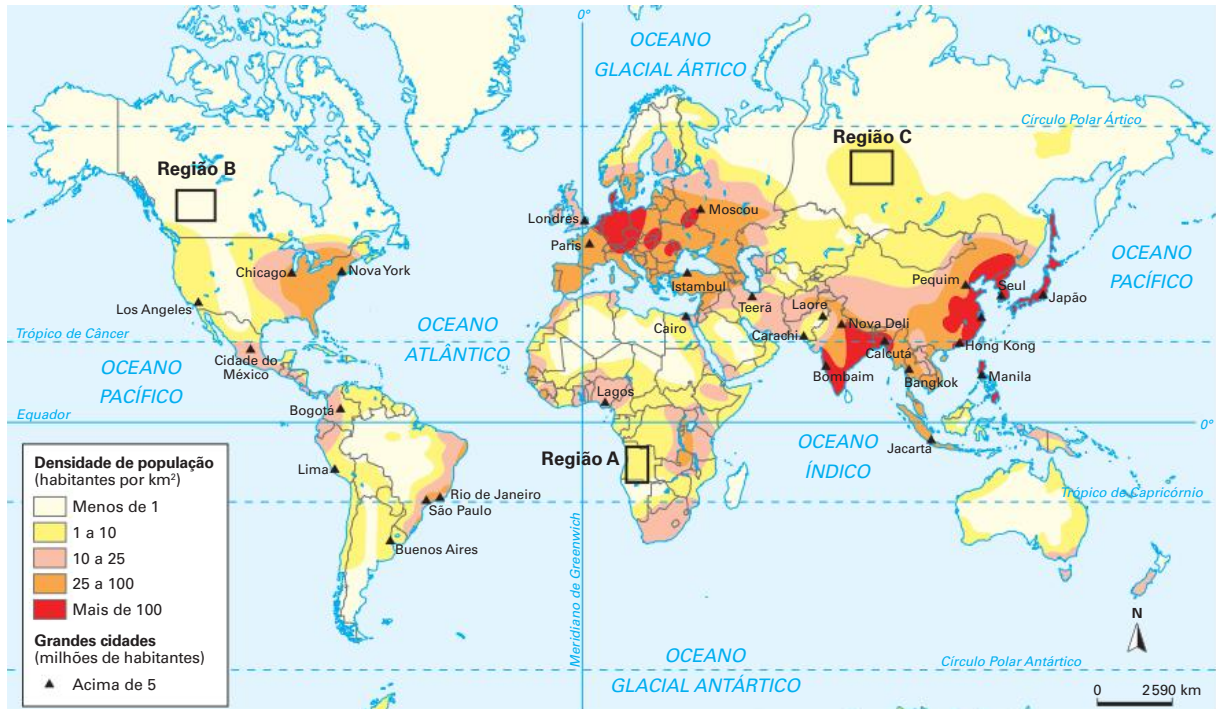 0°
OCEANO
GLACIAL ÁRTICO
Círculo Polar Ártico
Região B
Região C
Londres
Moscou
Paris
Chicago
Nova York
Istambul
OCEANO
PACÍFICO
Los Angeles
Pequim
Seul
Japão
Teerã
Laore
Trópico de Câncer
OCEANO
ATLÂNTICO
Cairo
Carachi
Nova Deli
Calcutá
Hong Kong
Cidade do
México
OCEANO
PACÍFICO
Bombaim
Bangkok
Manila
Bogotá
Lagos
Equador
0°
Região A
OCEANO
ÍNDICO
Jacarta
Lima
Rio de Janeiro
São Paulo
Trópico de Capricórnio
Buenos Aires
Meridiano de Greenwich
Densidade de população
(habitantes por km²)
Menos de 1
1 a 10
10 a 25
25 a 100
Mais de 100
Grandes cidades
(milhões de habitantes)
Acima de 5
OCEANO
GLACIAL ANTÁRTICO
Círculo Polar Antártico
N
0 2590 km